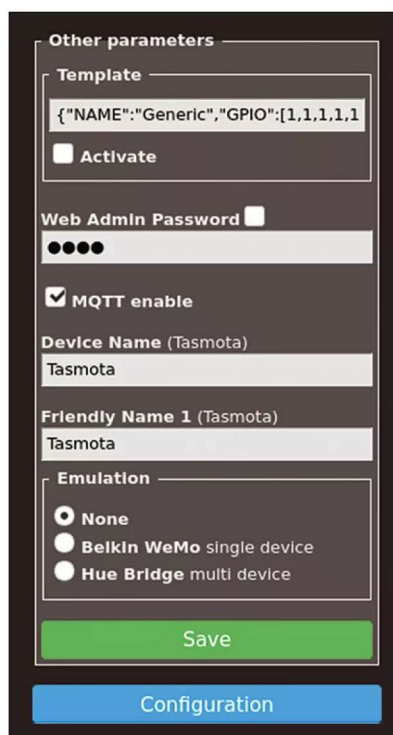 Other parameters
Template
{"NAME":"Generic","GPIO":[1,1,1,1,1
Activate
Web Admin Password
●●●●
MQTT enable
Device Name (Tasmota)
Tasmota
Friendly Name 1 (Tasmota)
Tasmota
Emulation
None
Belkin WeMo single device
Hue Bridge multi device
Save
Configuration